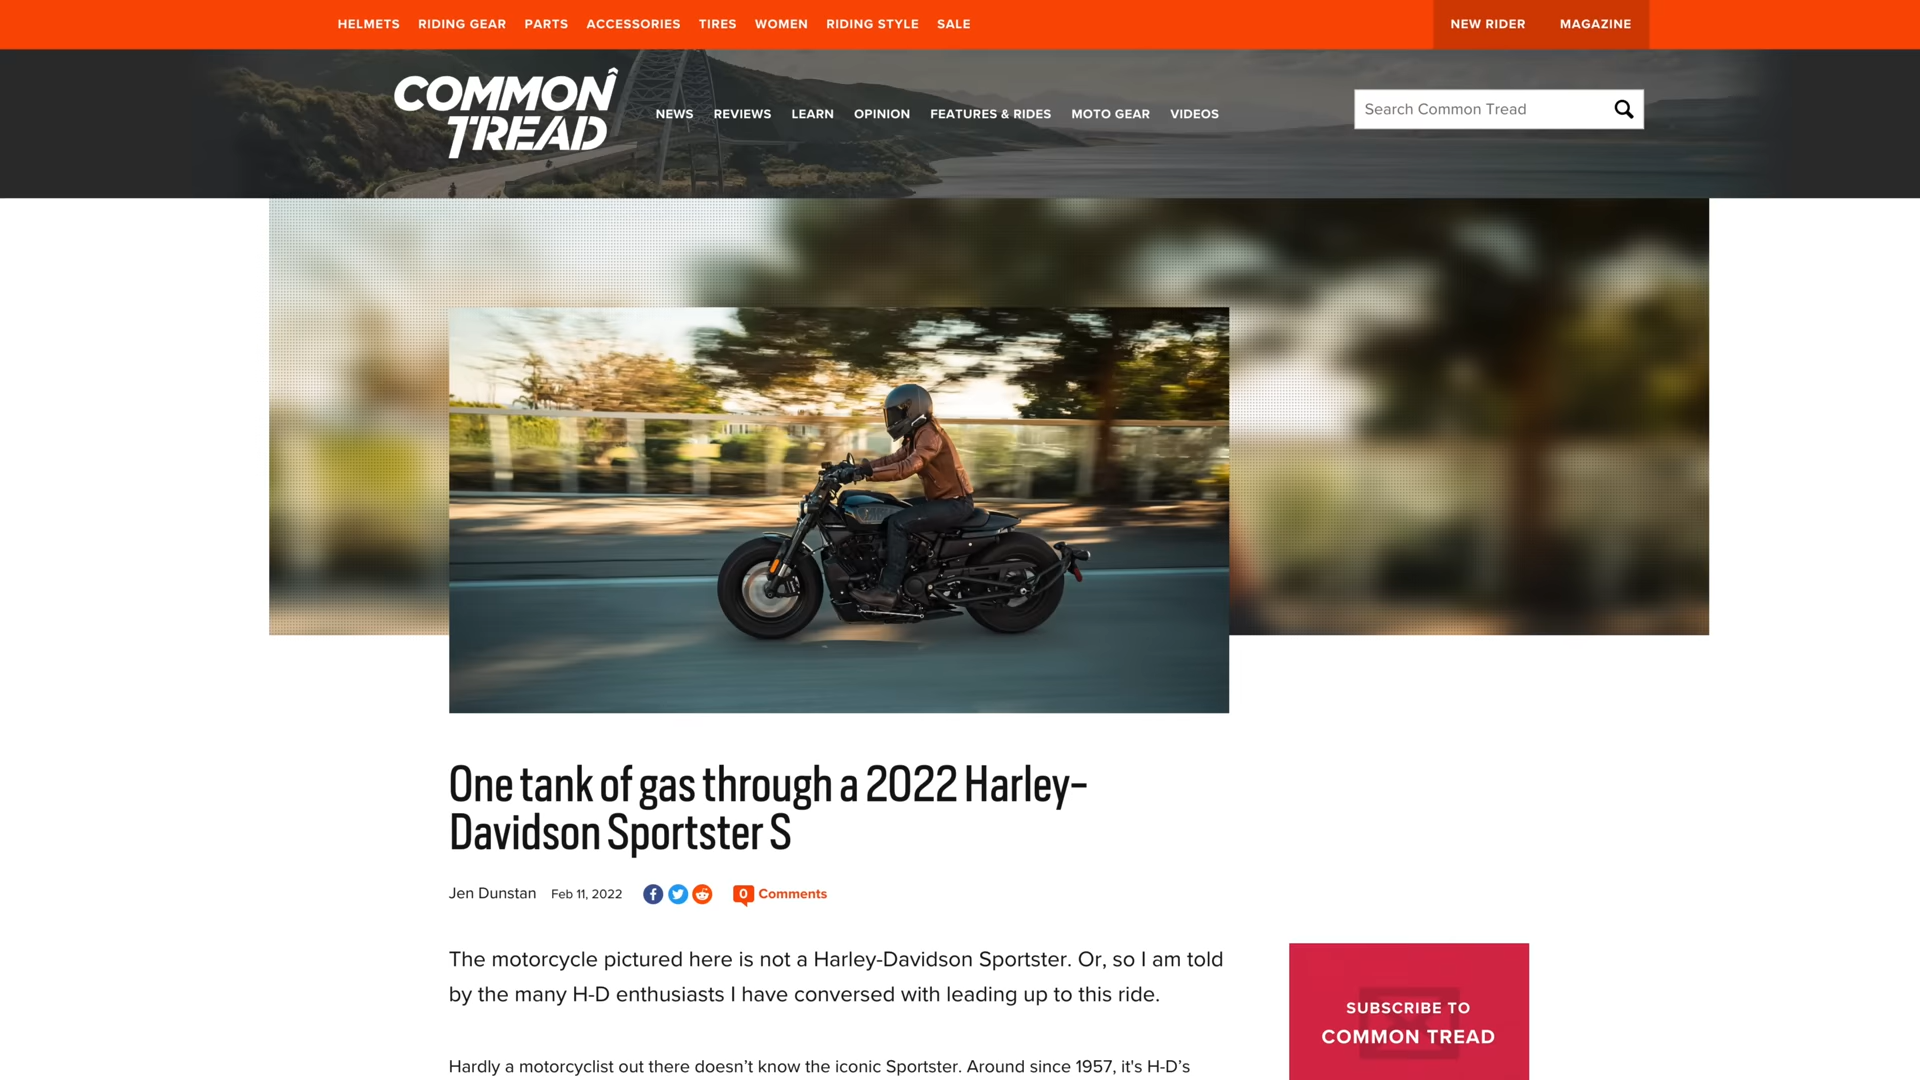 HELMETS RIDING GEAR PARTS ACCESSORIES TIRES WOMEN RIDING STYLE SALE NEW RIDER MAGAZINE
COMMON
TREAD
NEWS REVIEWS LEARN OPINION FEATURES & RIDES MOTO GEAR VIDEOS
Search Common Tread
One tank of gas through a 2022 Harley-
Davidson Sportster S
Jen Dunstan Feb 11, 2022 0 Comments
The motorcycle pictured here is not a Harley-Davidson Sportster. Or, so I am told
by the many H-D enthusiasts I have conversed with leading up to this ride.
SUBSCRIBE TO
COMMON TREAD
Hardly a motorcyclist out there doesn’t know the iconic Sportster. Around since 1957, it's H-D’s